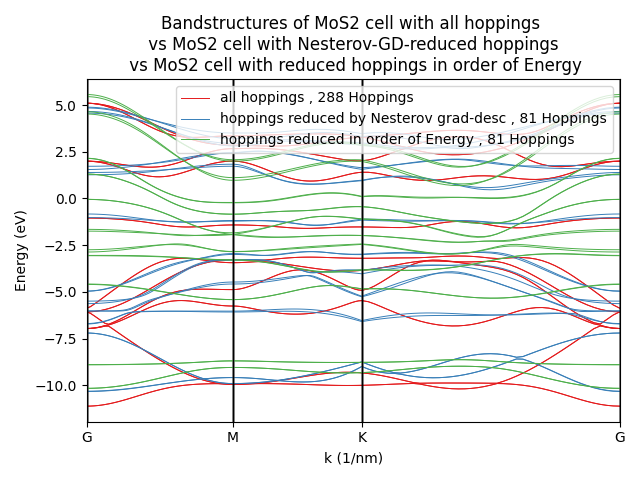 Bandstructures of MoS2 cell with all hoppings
vs MoS2 cell with Nesterov-GD-reduced hoppings
vs MoS2 cell with reduced hoppings in order of Energy
all hoppings , 288 Hoppings
hoppings reduced by Nesterov grad-desc , 81 Hoppings
hoppings reduced in order of Energy , 81 Hoppings
Energy (eV)
5.0
2.5
0.0
−2.5
−5.0
−7.5
−10.0
G M K G
k (1/nm)